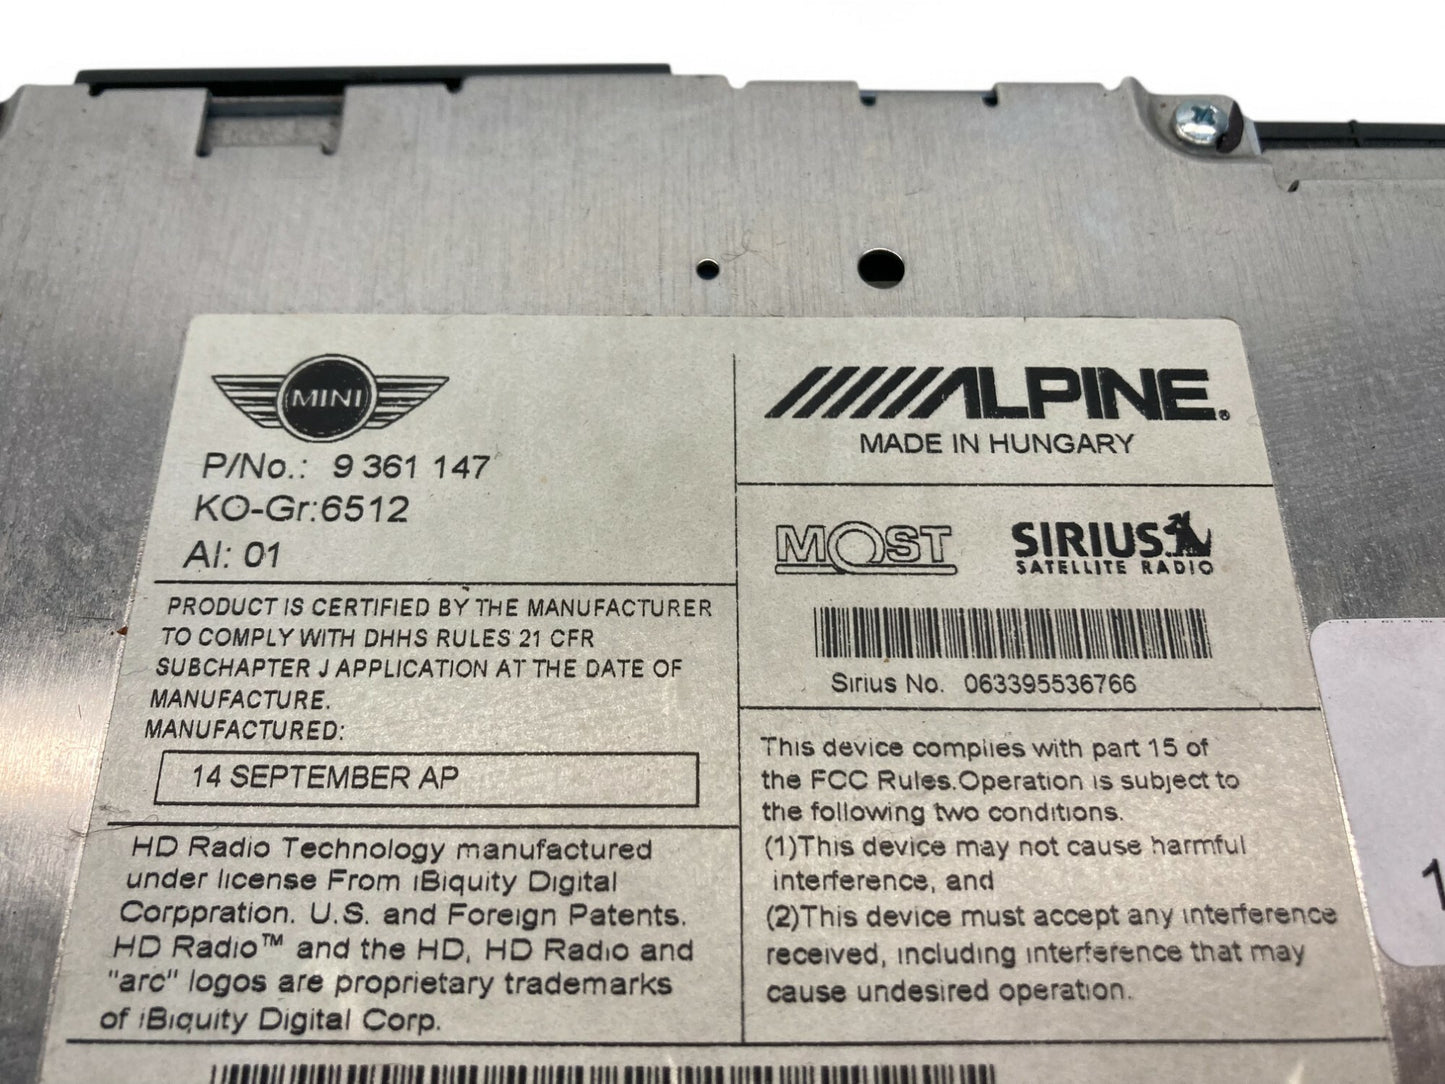 MINI
P/No.: 9 361 147
KO-Gr:6512
AI: 01
PRODUCT IS CERTIFIED BY THE MANUFACTURER
TO COMPLY WITH DHHS RULES 21 CFR
SUBCHAPTER J APPLICATION AT THE DATE OF
MANUFACTURE.
MANUFACTURED:
14 SEPTEMBER AP
HD Radio Technology manufactured
under license From iBiquity Digital
Corppration. U.S. and Foreign Patents.
HD Radio™ and the HD, HD Radio and
"arc" logos are proprietary trademarks
of iBiquity Digital Corp.
ALPINE®
MADE IN HUNGARY
MOST
SIRIUS
SATELLITE RADIO
Sirius No. 063395536766
This device complies with part 15 of
the FCC Rules.Operation is subject to
the following two conditions.
(1)This device may not cause harmful
interference, and
(2)This device must accept any interference
received, including interference that may
cause undesired operation.